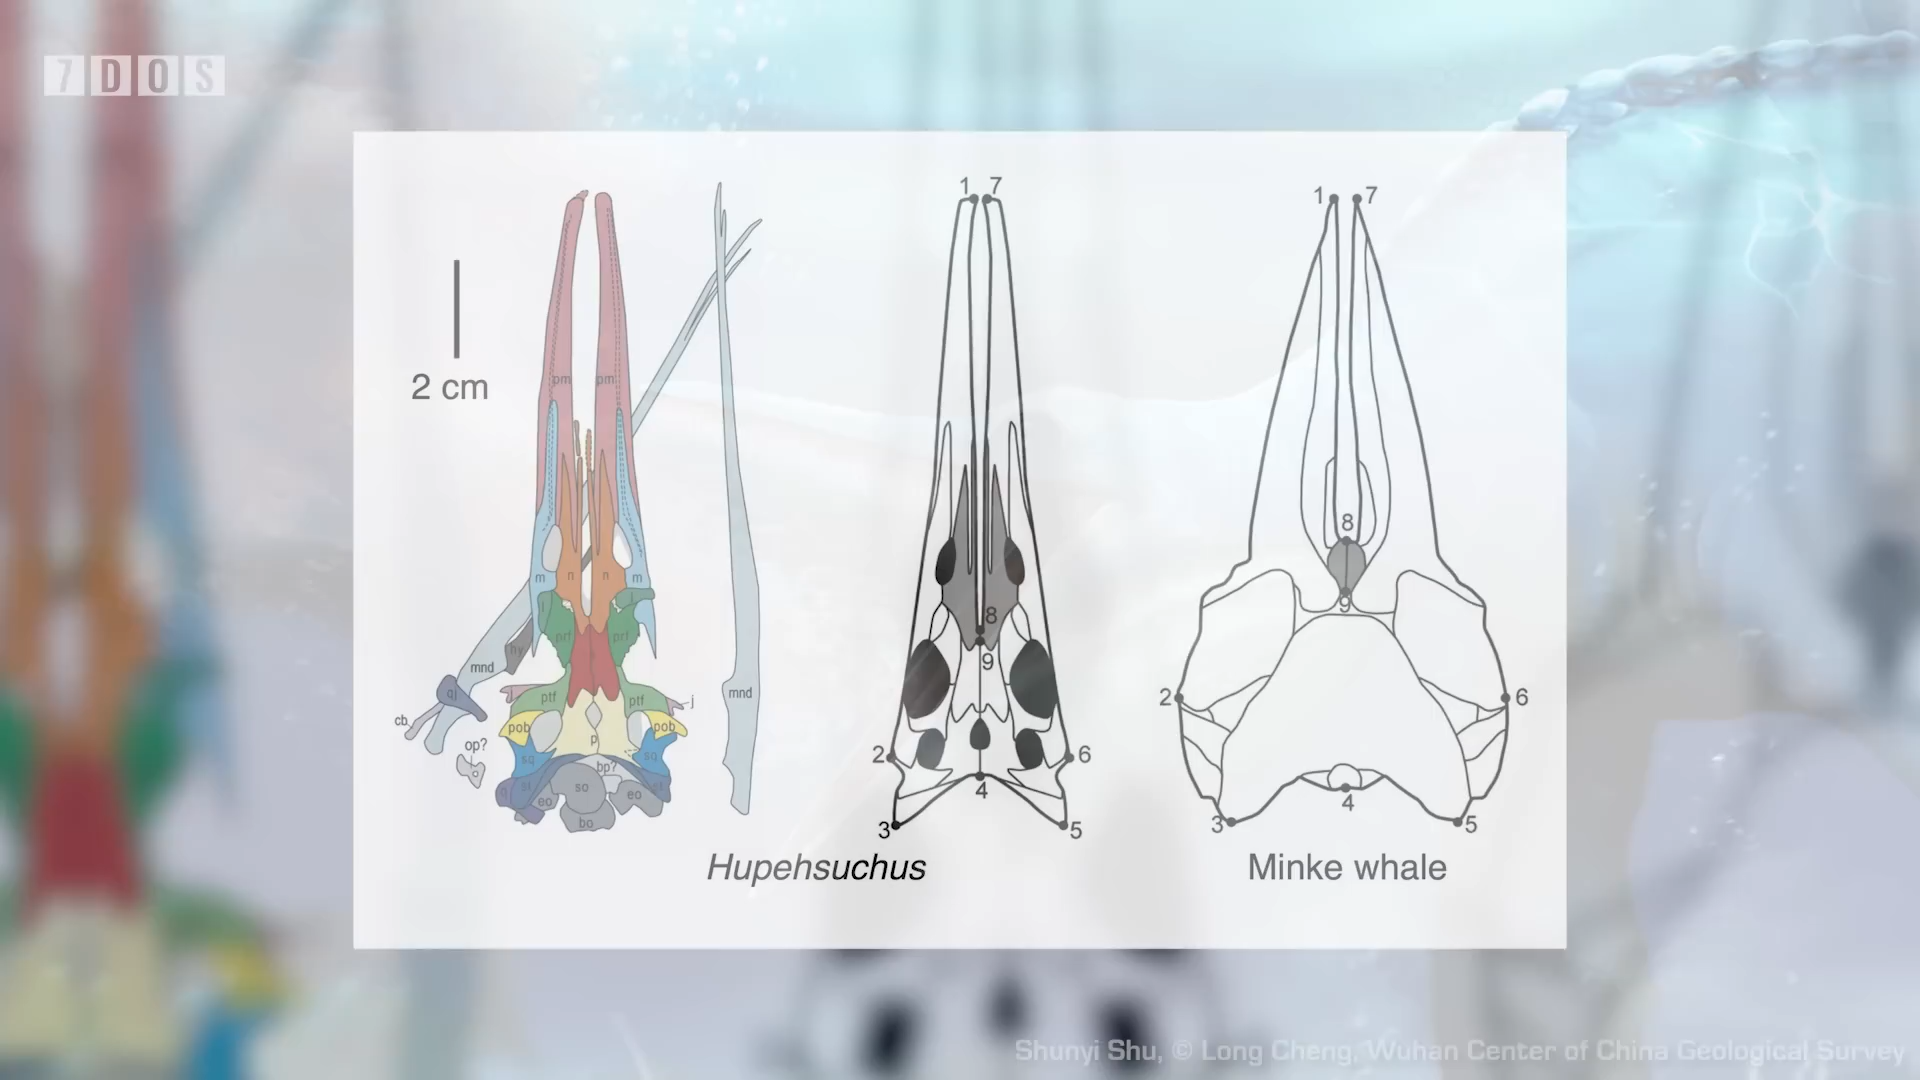 7DOS
1 7
1 7
2 cm
pm pm
8
m n n m
9
8
prf prf
hy
9
mnd
qj
ptf ptf
j
mnd
2 6
cb
pob pob
op?
p
sq sq
bp?
2 6
so
eo eo
4
4
bo
3 5
3 5
Hupehsuchus
Minke whale
Shunyi Shu, © Long Cheng, Wuhan Center of China Geological Survey